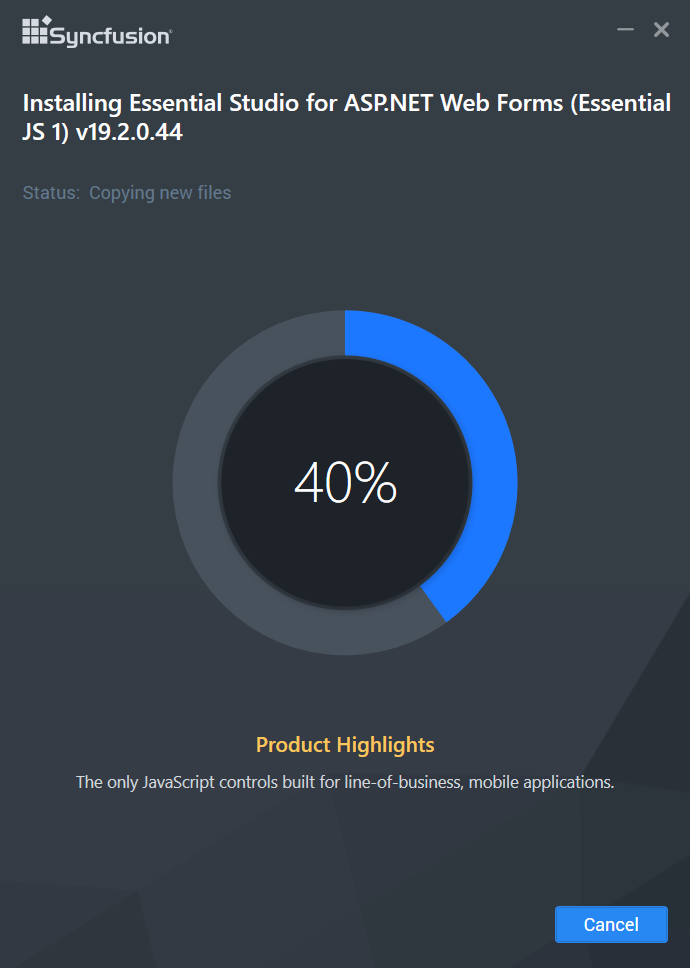 Syncfusion®
Installing Essential Studio for ASP.NET Web Forms (Essential
JS 1) v19.2.0.44
Status: Copying new files
40%
Product Highlights
The only JavaScript controls built for line-of-business, mobile applications.
Cancel